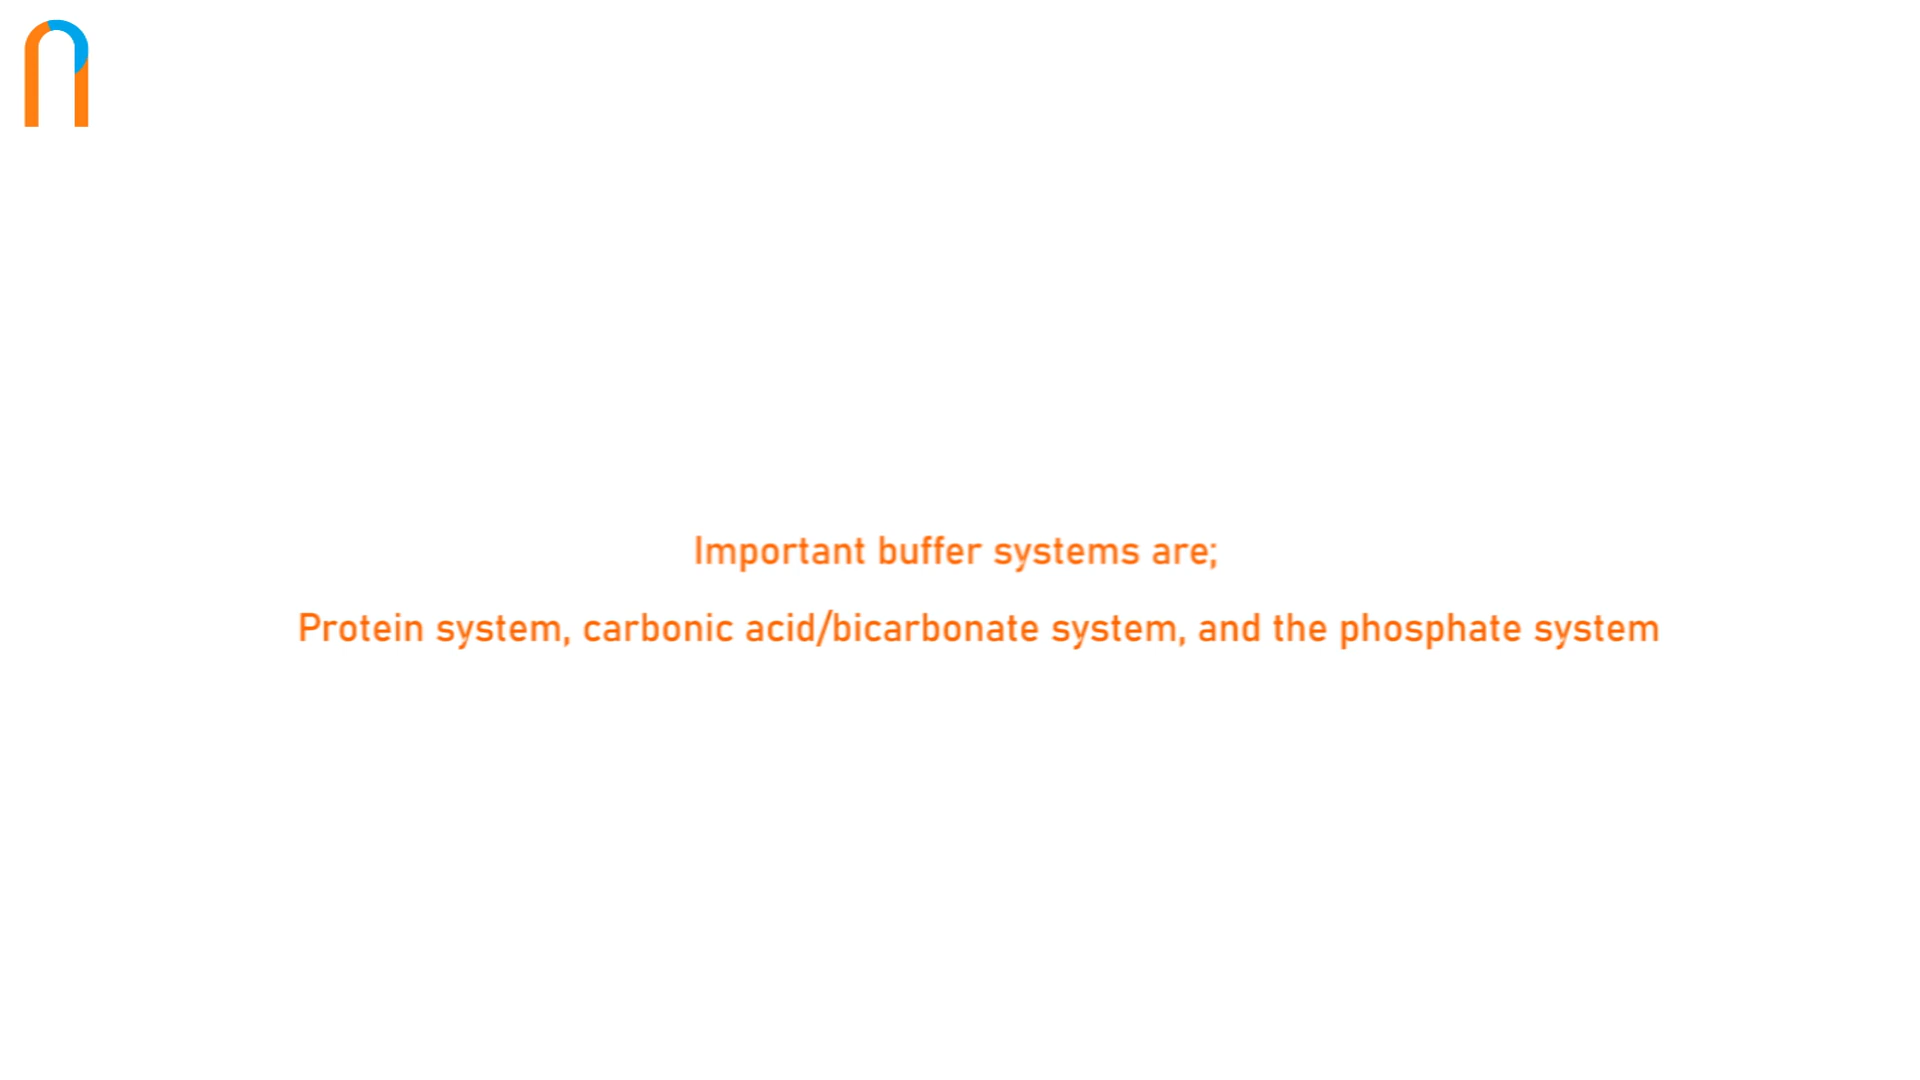 Important buffer systems are;
Protein system, carbonic acid/bicarbonate system, and the phosphate system